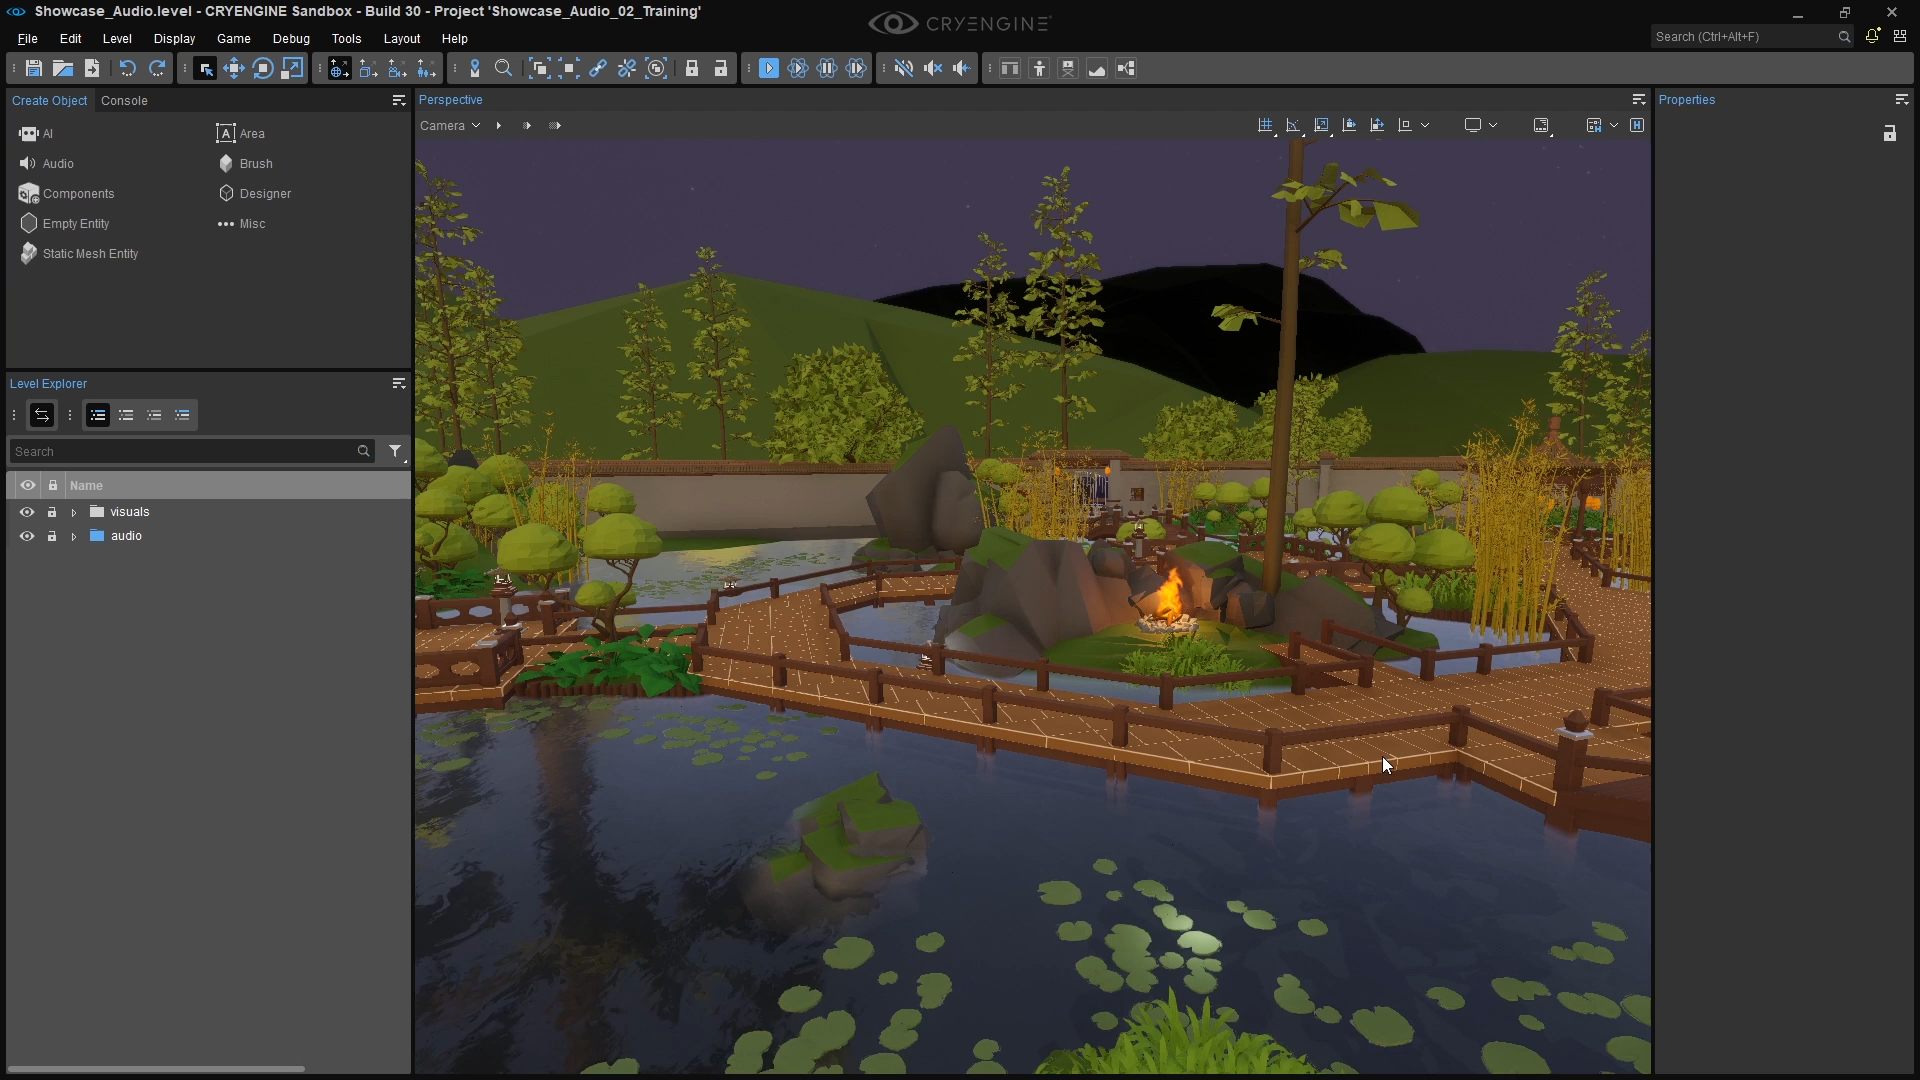 Showcase_Audio.level - CRYENGINE Sandbox - Build 30 - Project 'Showcase_Audio_02_Training'
CRYENGINE
File Edit Level Display Game Debug Tools Layout Help
Search (Ctrl+Alt+F)
Create Object Console
Perspective
Properties
Camera
AI
Area
Audio
Brush
Components
Designer
Empty Entity
Misc
Static Mesh Entity
Level Explorer
Search
Name
visuals
audio